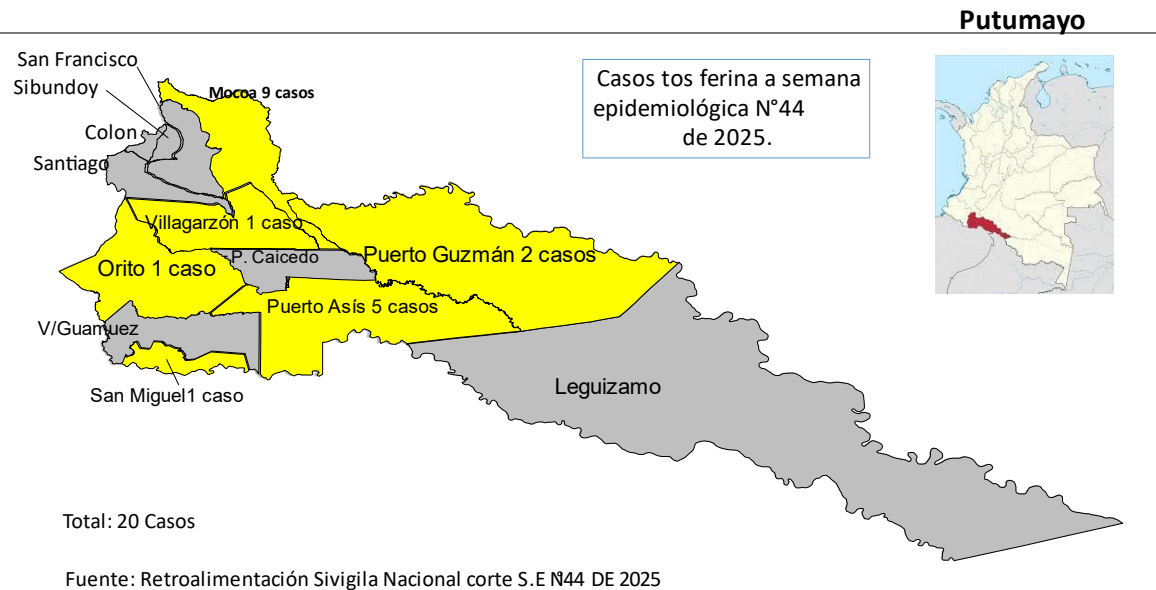 Putumayo
San Francisco
Sibundoy
Mocoa 9 casos
Casos tos ferina a semana
epidemiológica N°44
de 2025.
Colon
Santiago
Villagarzón 1 caso
P. Caicedo
Puerto Guzmán 2 casos
Orito 1 caso
Puerto Asís 5 casos
V/Guamuez
Leguizamo
San Miguel1 caso
Total: 20 Casos
Fuente: Retroalimentación Sivigila Nacional corte S.E N°44 DE 2025